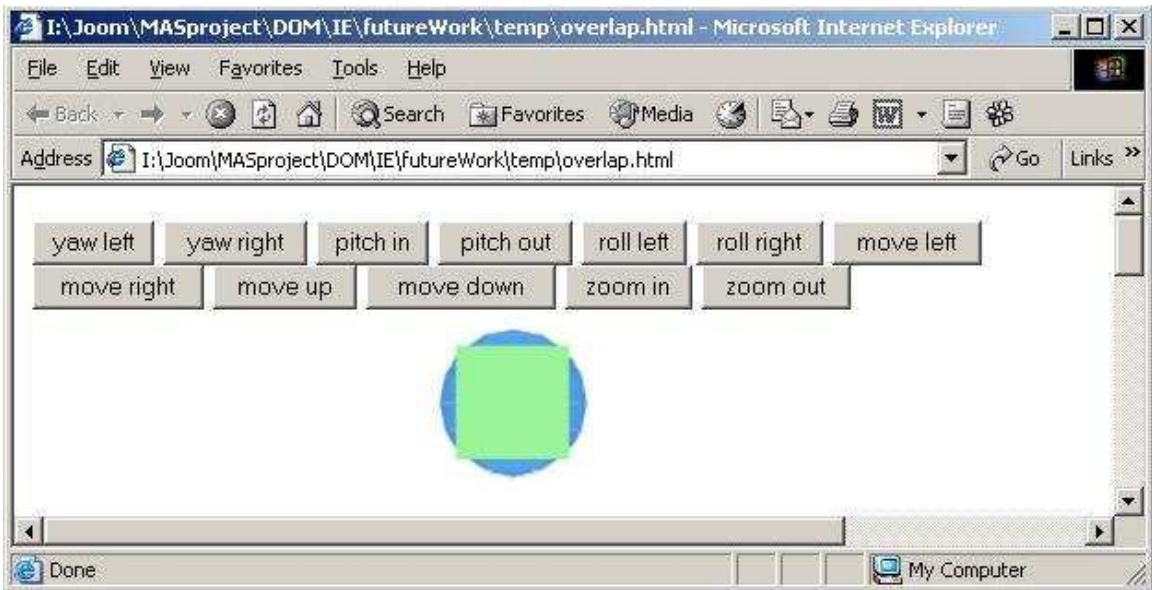 I:\Joom\MASproject\DOM\IE\futureWork\temp\overlap.html - Microsoft Internet Explorer
File Edit View Favorites Tools Help
Back Search Favorites Media W
Address I:\Joom\MASproject\DOM\IE\futureWork\temp\overlap.html Go Links »
yaw left yaw right pitch in pitch out roll left roll right move left
move right move up move down zoom in zoom out
Done My Computer